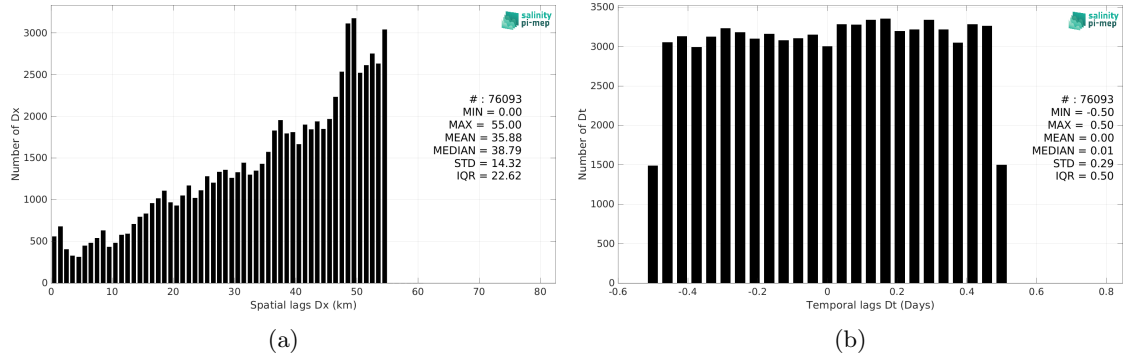 3000
2500
2000
1500
1000
500
0
Number of Dx
salinity
pi-mep
# : 76093
MIN = 0.00
MAX = 55.00
MEAN = 35.88
MEDIAN = 38.79
STD = 14.32
IQR = 22.62
0 10 20 30 40 50 60 70 80
Spatial lags Dx (km)
(a)
3500
3000
2500
2000
1500
1000
500
0
Number of Dt
salinity
pi-mep
# : 76093
MIN = -0.50
MAX = 0.50
MEAN = 0.00
MEDIAN = 0.01
STD = 0.29
IQR = 0.50
-0.6 -0.4 -0.2 0 0.2 0.4 0.6 0.8
Temporal lags Dt (Days)
(b)